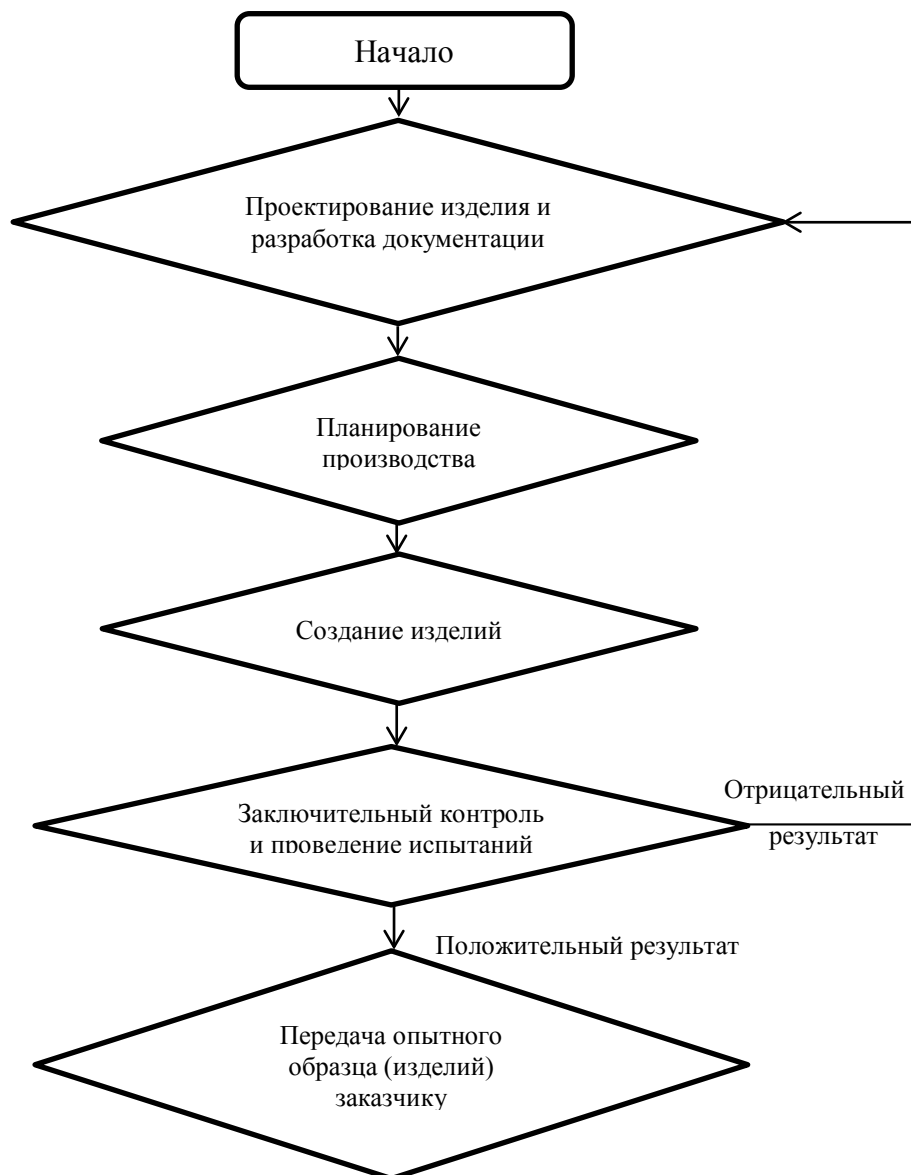 Начало
Проектирование изделия и
разработка документации
Планирование
производства
Создание изделий
Заключительный контроль
и проведение испытаний
Отрицательный
результат
Положительный результат
Передача опытного
образца (изделий)
заказчику